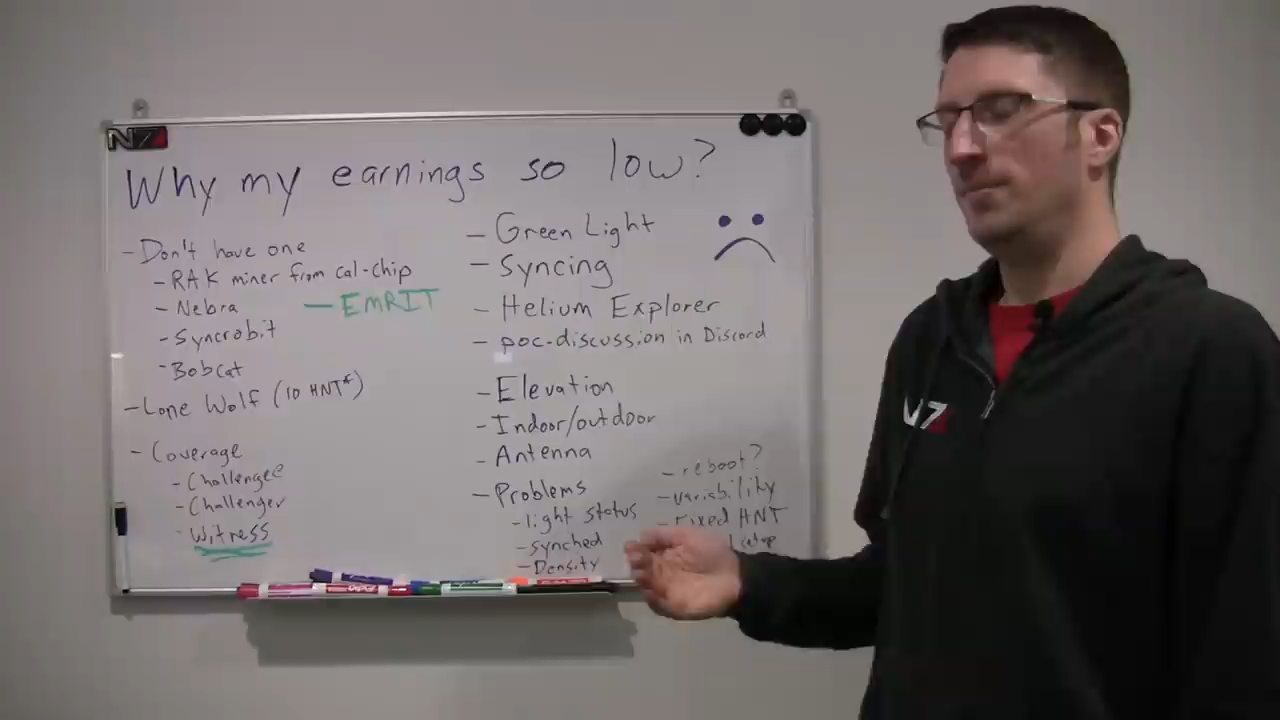 N7
Why my earnings so low?
- Don't have one
- RAK miner from cal-chip
- Nebra
- EMRIT
- Syncrobit
- Bobcat
- Lone Wolf (10 HNT*)
- Coverage
- Challengee
- Challenger
- Witness
- Green Light
- Syncing
- Helium Explorer
- poc-discussion in Discord
- Elevation
- Indoor/outdoor
- Antenna
- Problems
- light status
- synched
- Density
- reboot?
- variability
- Fixed HNT
N7